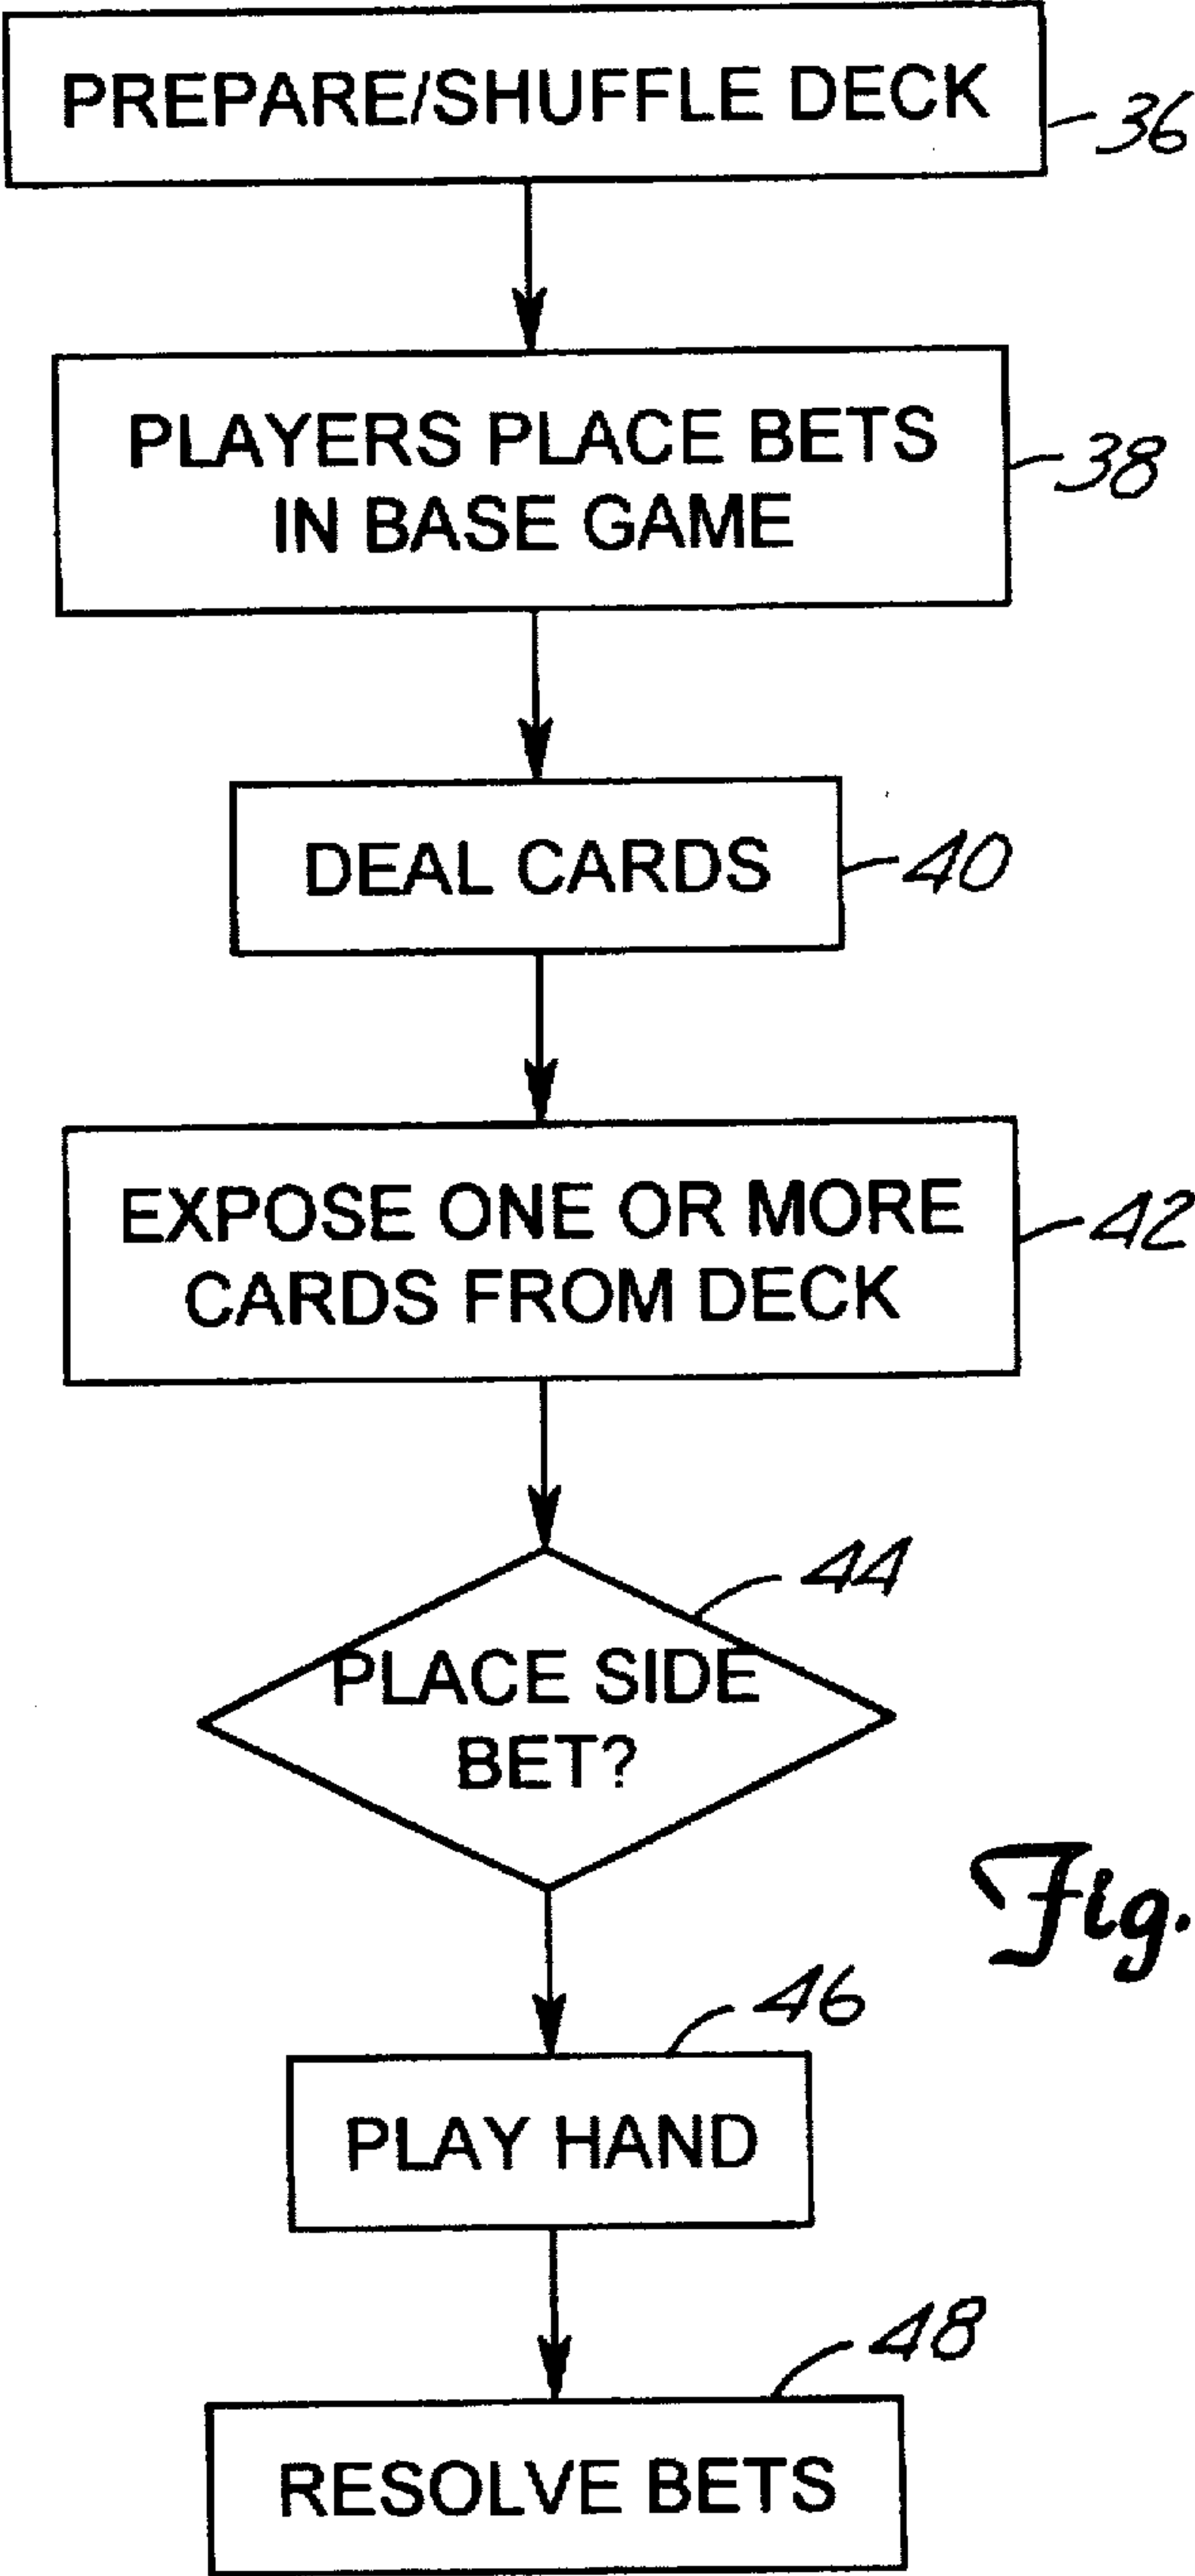 PREPARE/SHUFFLE DECK
36
PLAYERS PLACE BETS
IN BASE GAME
38
DEAL CARDS
40
EXPOSE ONE OR MORE
CARDS FROM DECK
42
44
PLACE SIDE
BET?
Fig.
46
PLAY HAND
48
RESOLVE BETS